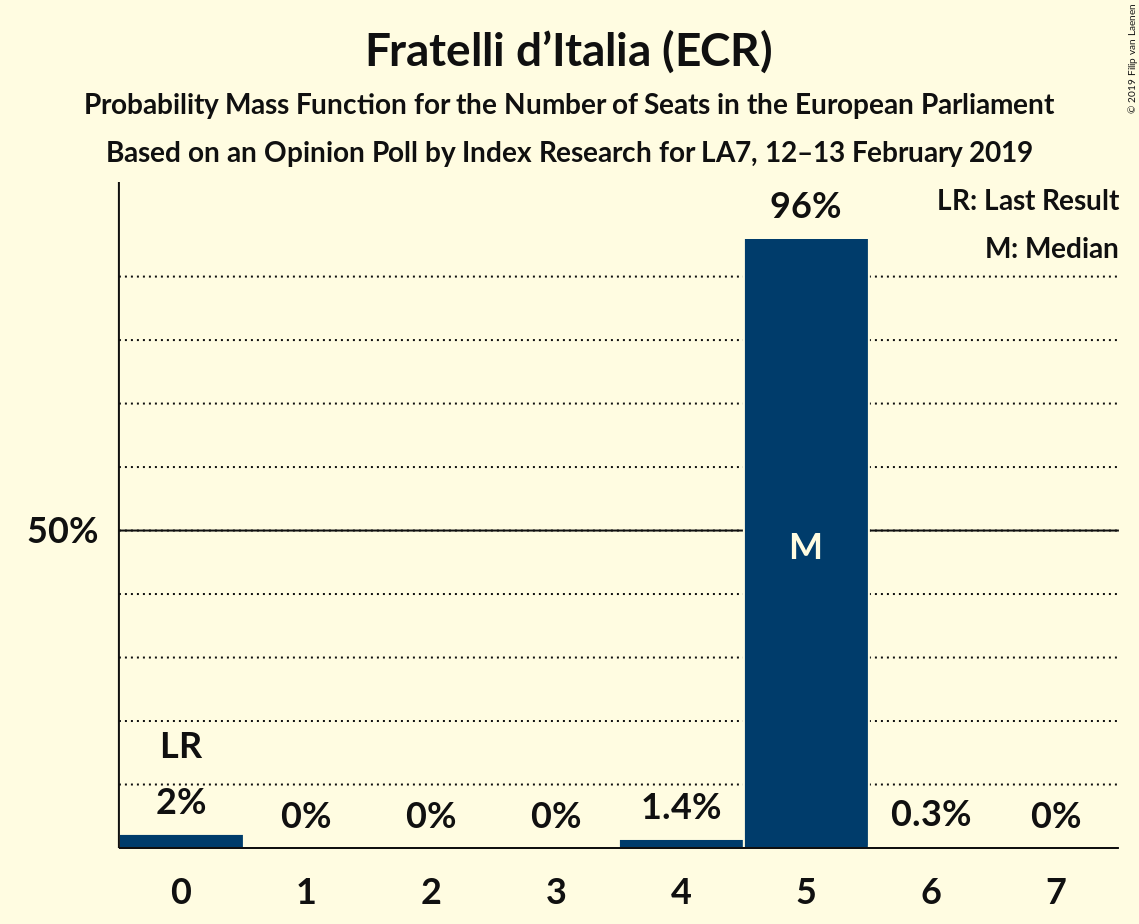 Fratelli d’Italia (ECR)
Probability Mass Function for the Number of Seats in the European Parliament
Based on an Opinion Poll by Index Research for LA7, 12–13 February 2019
© 2019 Filip van Laenen
LR: Last Result
M: Median
96%
50%
M
LR
2%
0%
0%
0%
1.4%
0.3%
0%
0 1 2 3 4 5 6 7